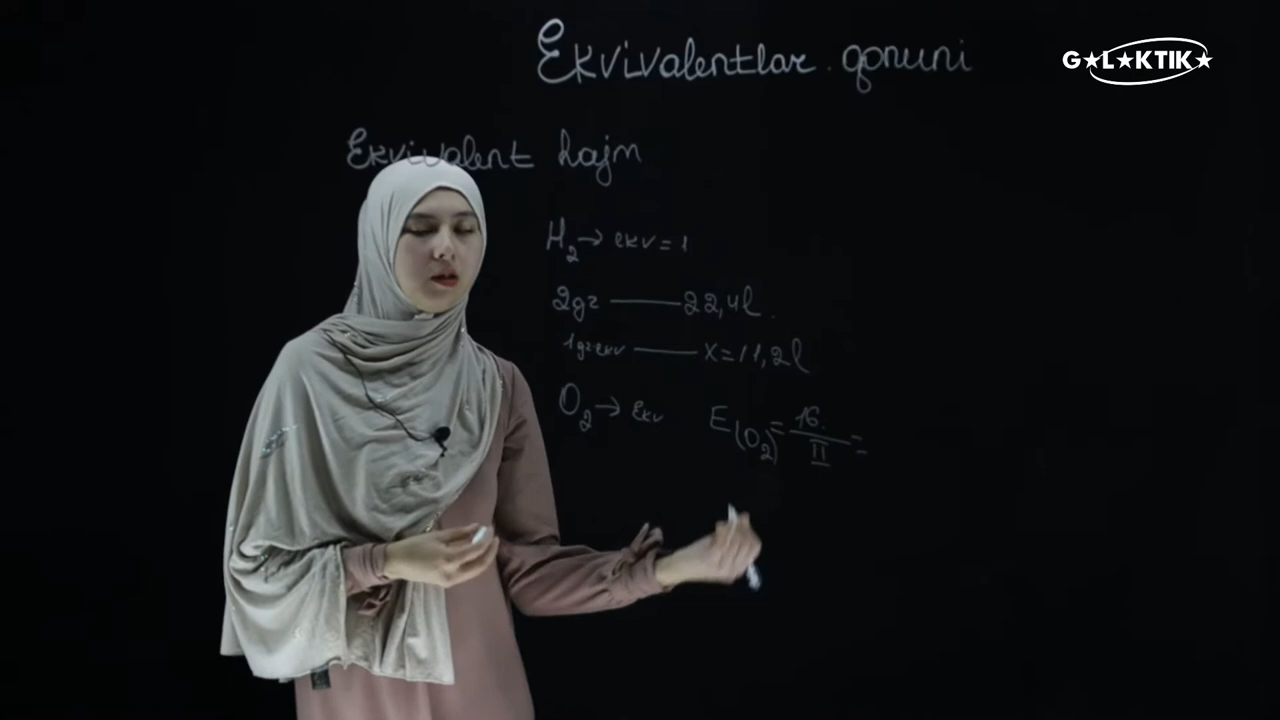 Ekvivalentlar qonuni
G★L★KTIK★
Ekvivalent hajm
H₂→ ekv=1
2gr — 22,4l.
1gr-ekv — x=11,2l
O₂→ Ekv E(O₂)=16/II=